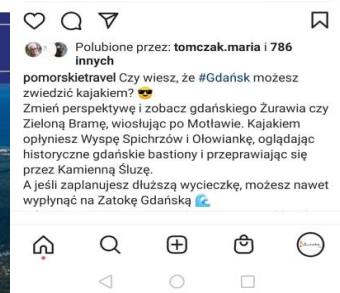 Polubione przez: tomczak.maria i 786
innych
pomorskietravel Czy wiesz, że #Gdańsk możesz
zwiedzić kajakiem? 😎
Zmień perspektywę i zobacz gdańskiego Żurawia czy
Zieloną Bramę, wiosłując po Motławie. Kajakiem
opłyniesz Wyspę Spichrzów i Ołowiankę, oglądając
historyczne gdańskie bastiony i przeprawiając się
przez Kamienną Śluzę.
A jeśli zaplanujesz dłuższą wycieczkę, możesz nawet
wypłynąć na Zatokę Gdańską 🌊